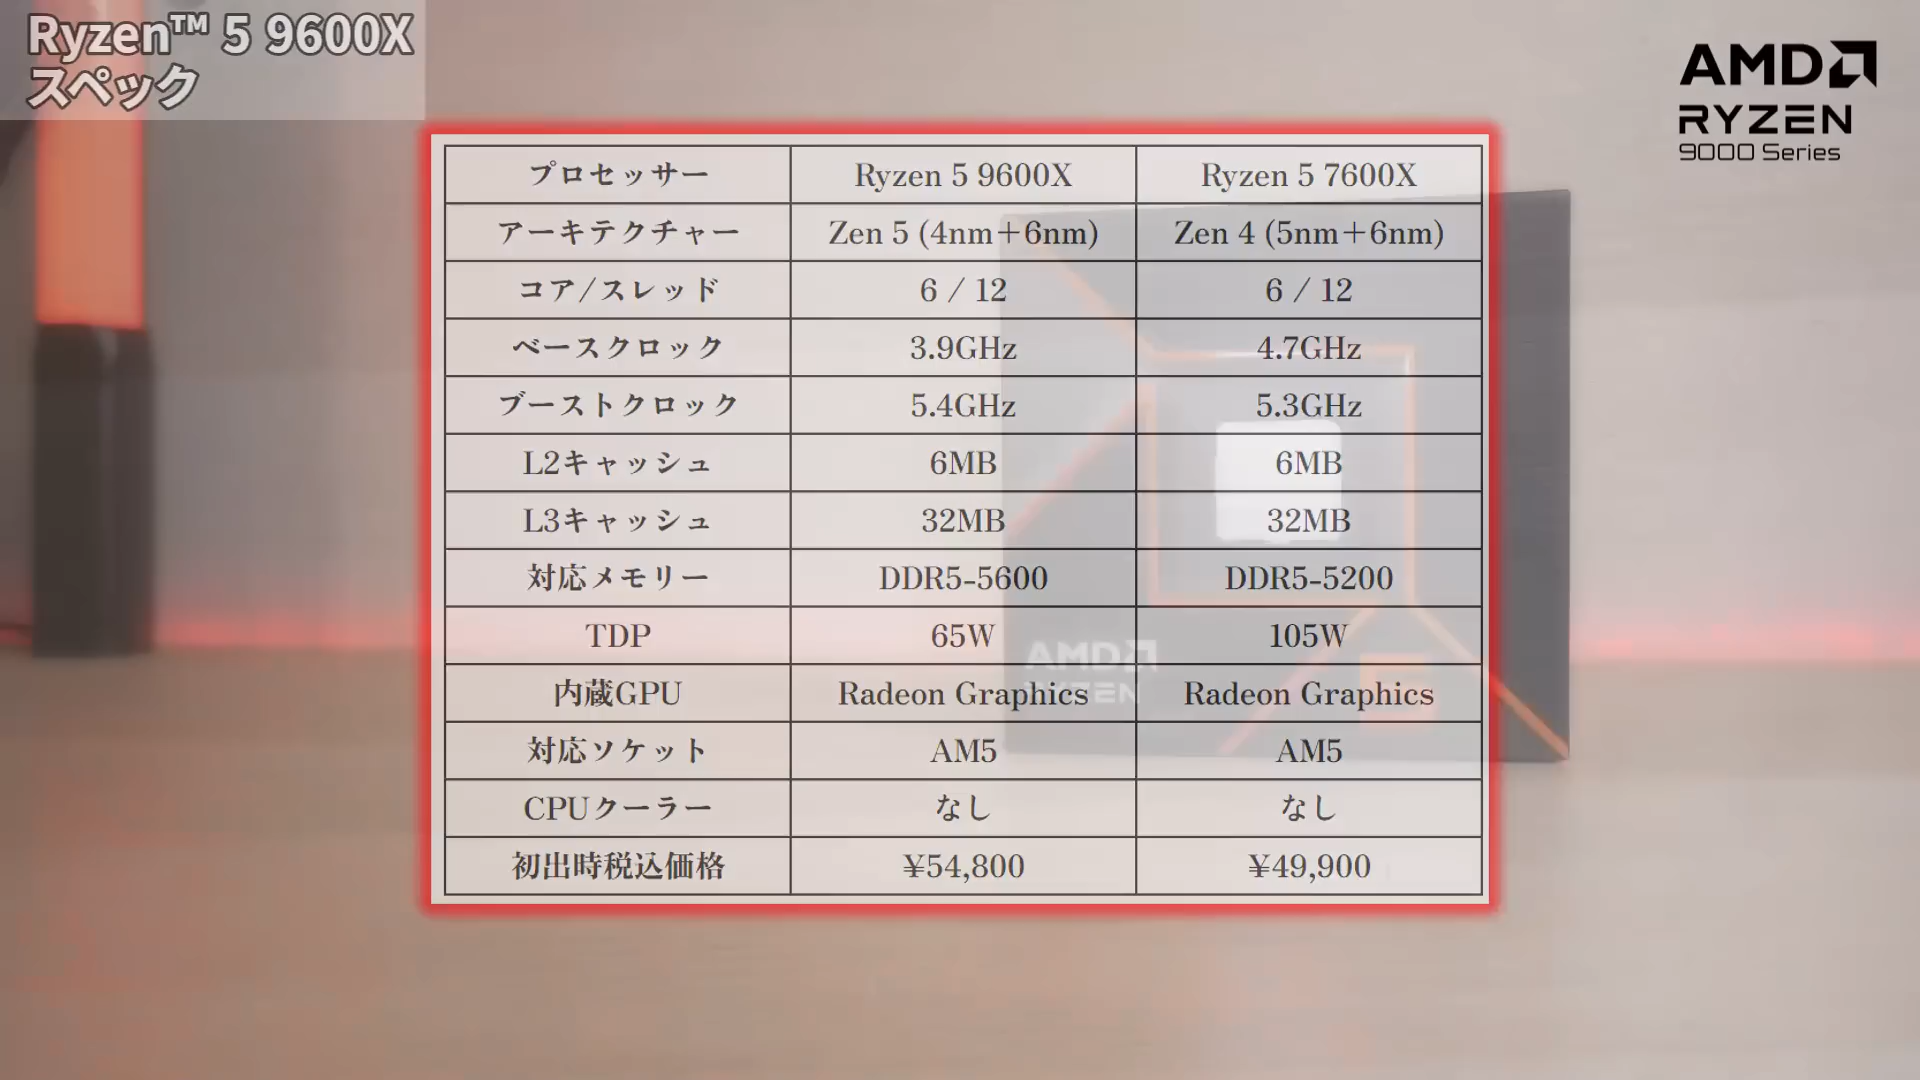 Ryzen™ 5 9600X
スペック
AMD
RYZEN
9000 Series
プロセッサー Ryzen 5 9600X Ryzen 5 7600X
アーキテクチャー Zen 5 (4nm＋6nm) Zen 4 (5nm＋6nm)
コア/スレッド 6 / 12 6 / 12
ベースクロック 3.9GHz 4.7GHz
ブーストクロック 5.4GHz 5.3GHz
L2キャッシュ 6MB 6MB
L3キャッシュ 32MB 32MB
対応メモリー DDR5-5600 DDR5-5200
TDP 65W 105W
内蔵GPU Radeon Graphics Radeon Graphics
対応ソケット AM5 AM5
CPUクーラー なし なし
初出時税込価格 ¥54,800 ¥49,900
AMD
RYZEN
5